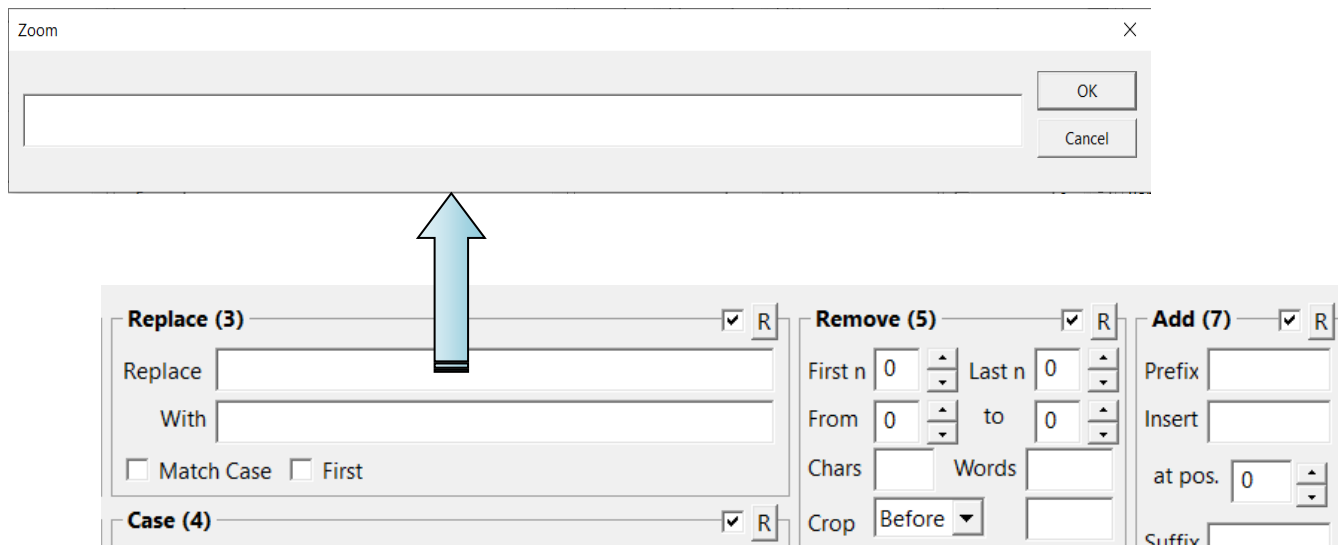 Zoom
OK
Cancel
Replace (3) R
Replace
With
Match Case First
Case (4) R
Remove (5) R
First n 0 Last n 0
From 0 to 0
Chars Words
Crop Before
Add (7) R
Prefix
Insert
at pos. 0
Suffix